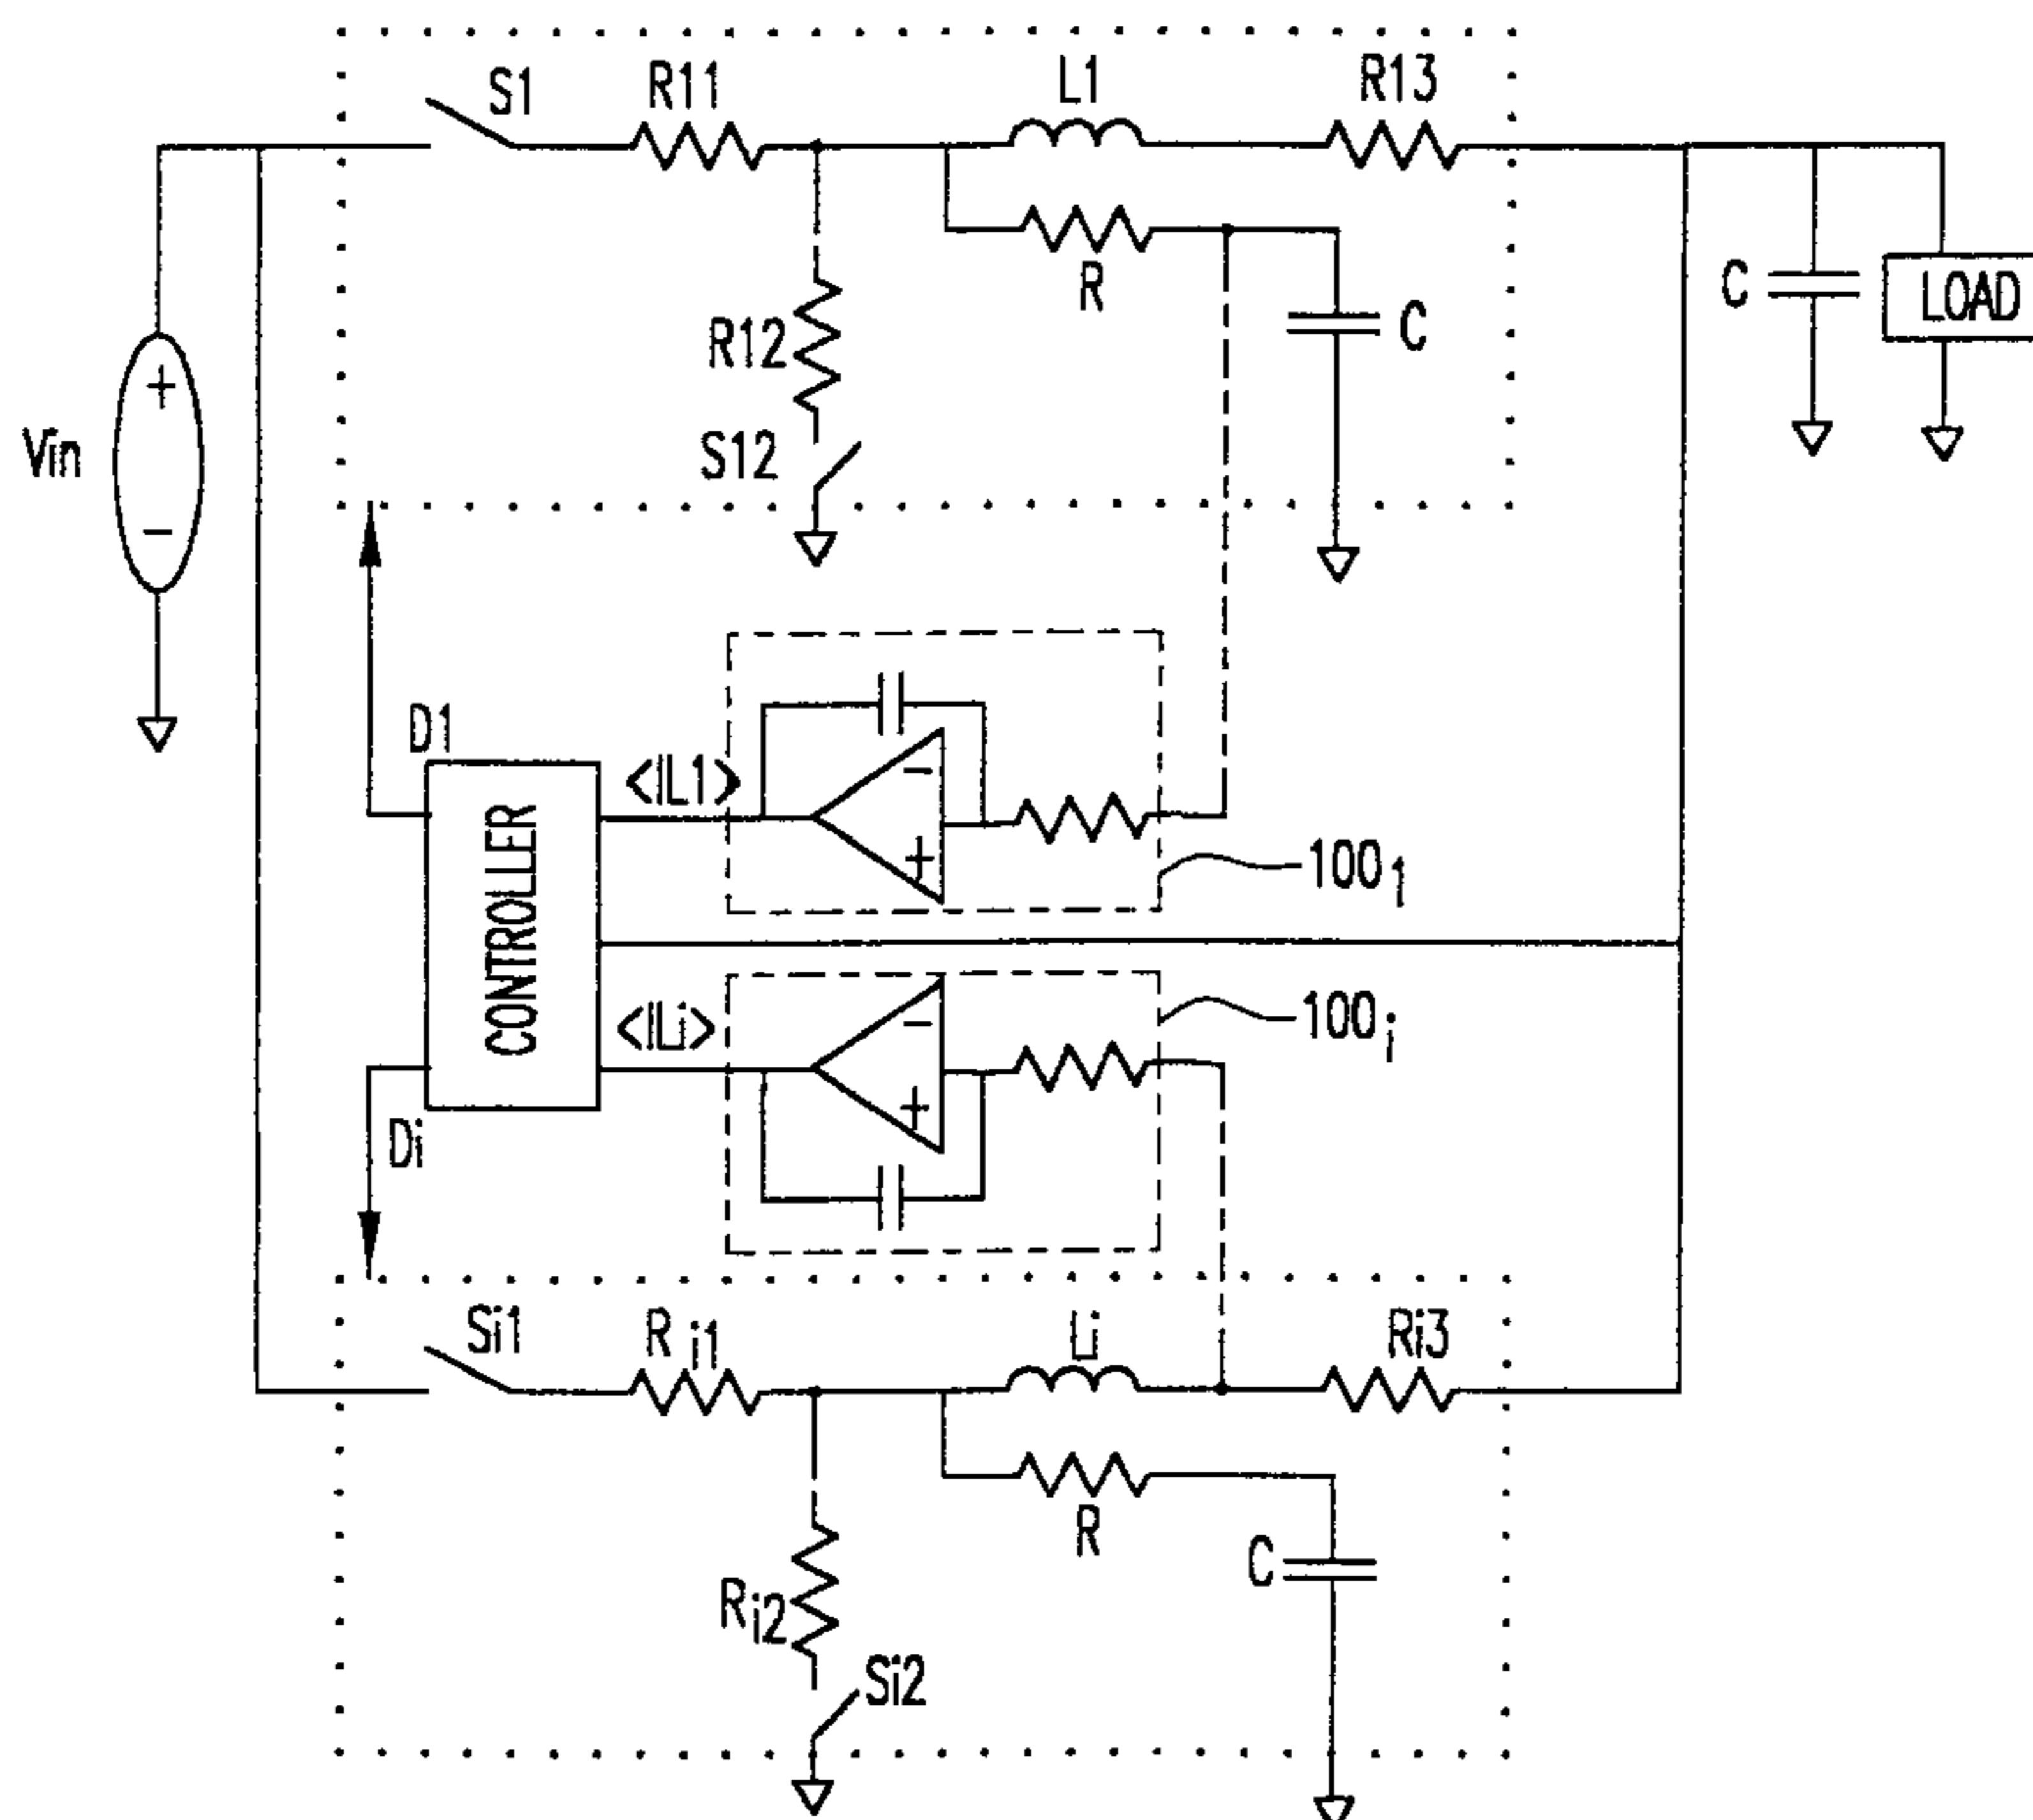 S1
R11
L1
R13
R
C
C
LOAD
R12
S12
Vin
+
−
D1
<IL1>
−
+
CONTROLLER
100₁
<ILi>
−
+
100ᵢ
Di
Si1
Ri1
Li
Ri3
R
C
Ri2
Si2